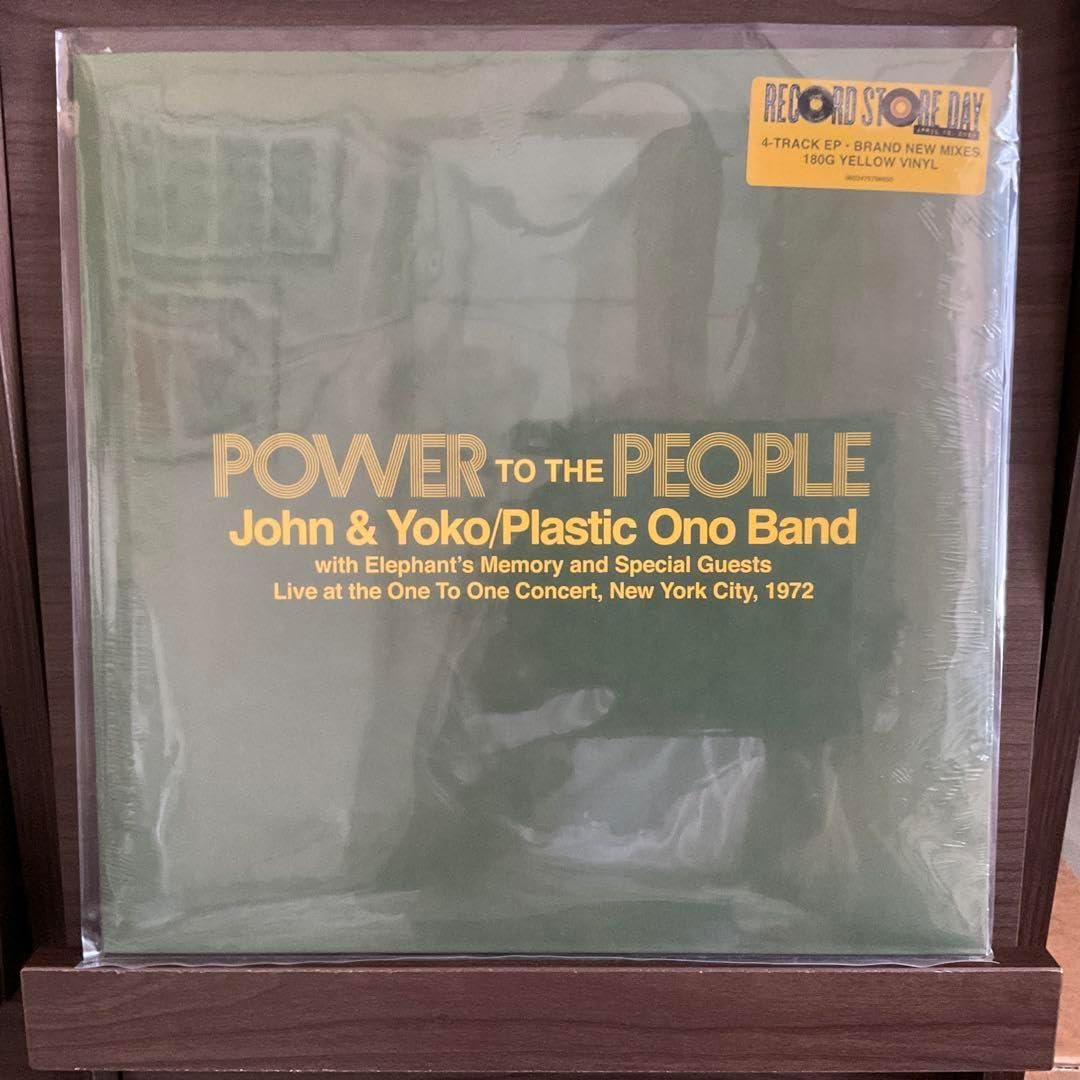 RECORD STORE DAY
4-TRACK EP • BRAND NEW MIXES
180G YELLOW VINYL
POWER TO THE PEOPLE
John & Yoko/Plastic Ono Band
with Elephant's Memory and Special Guests
Live at the One To One Concert, New York City, 1972